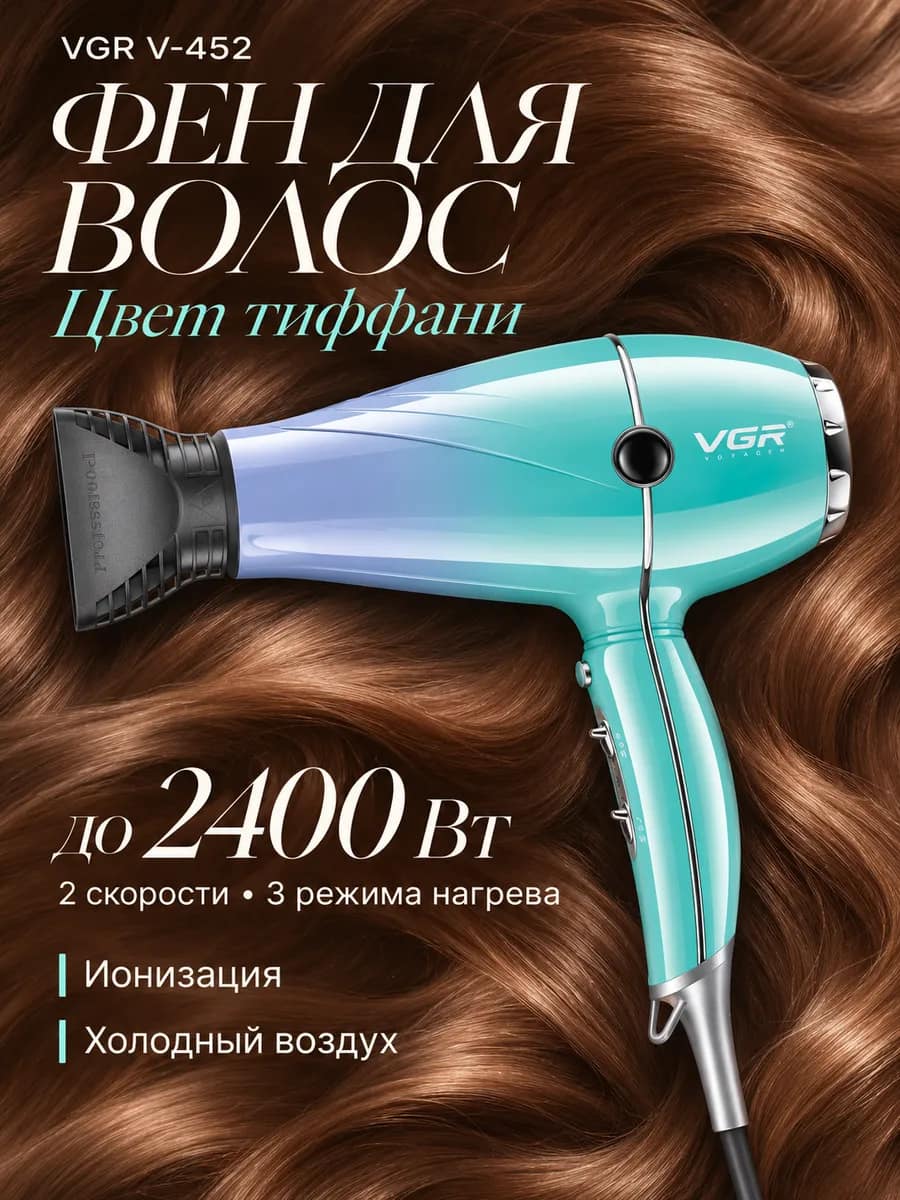 VGR V-452
ФЕН ДЛЯ
ВОЛОС
Цвет тиффани
VGR®
VOYAGER
Professional
до 2400 Вт
2 скорости • 3 режима нагрева
Ионизация
Холодный воздух